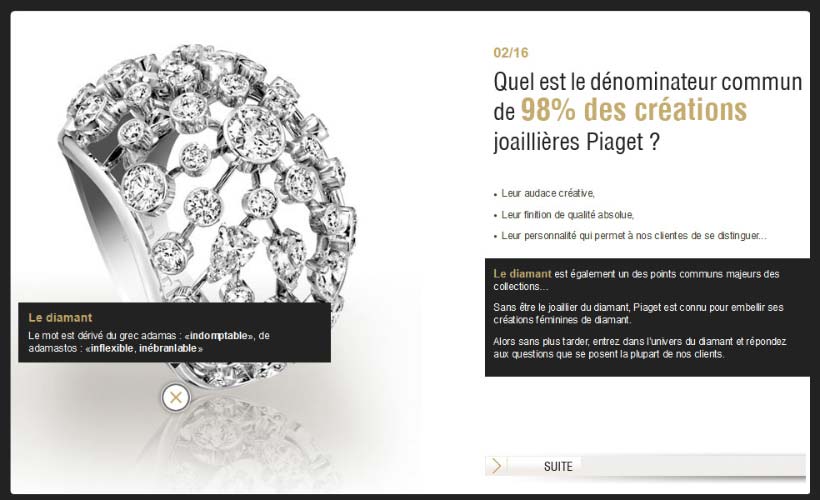 02/16
Quel est le dénominateur commun
de 98% des créations
joaillières Piaget ?
• Leur audace créative,
• Leur finition de qualité absolue,
• Leur personnalité qui permet à nos clientes de se distinguer...
Le diamant est également un des points communs majeurs des
collections...
Sans être le joaillier du diamant, Piaget est connu pour embellir ses
créations féminines de diamant.
Alors sans plus tarder, entrez dans l'univers du diamant et répondez
aux questions que se posent la plupart de nos clients.
Le diamant
Le mot est dérivé du grec adamas : «indomptable», de
adamastos : «inflexible, inébranlable»
SUITE